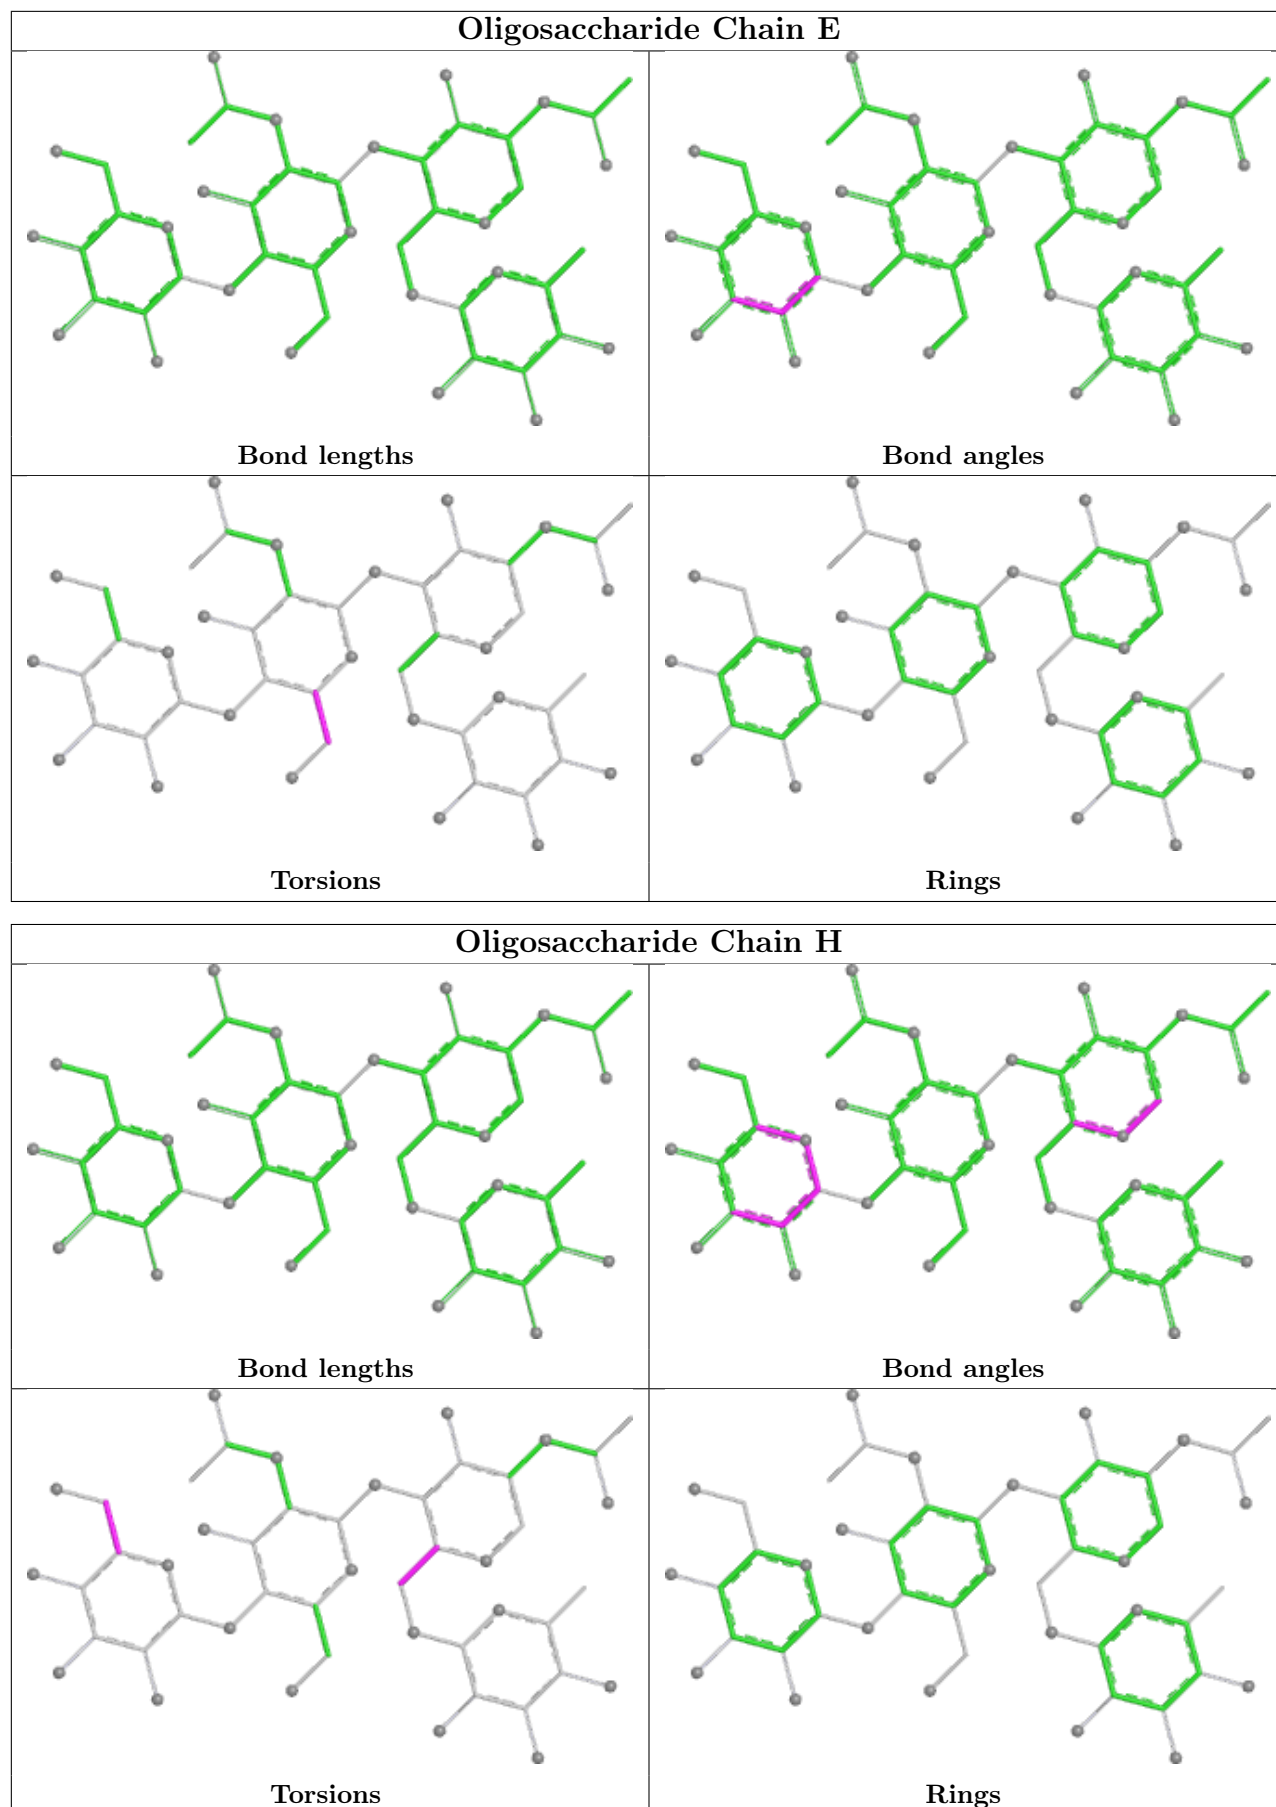 Oligosaccharide Chain E
Bond lengths
Bond angles
Torsions
Rings
Oligosaccharide Chain H
Bond lengths
Bond angles
Torsions
Rings